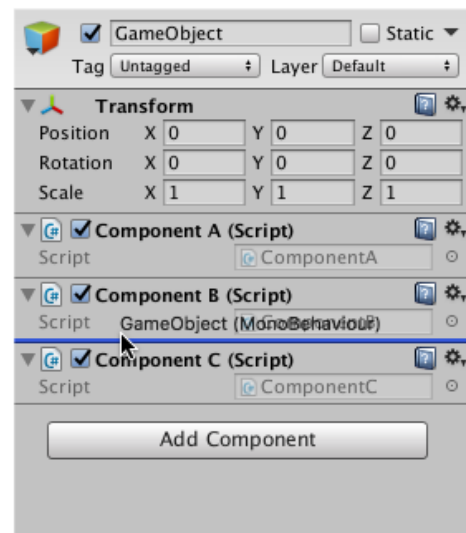 GameObject Static
Tag Untagged Layer Default
Transform
Position X 0 Y 0 Z 0
Rotation X 0 Y 0 Z 0
Scale X 1 Y 1 Z 1
Component A (Script)
Script ComponentA
Component B (Script)
Script GameObject (MonoBehaviour)
Component C (Script)
Script ComponentC
Add Component